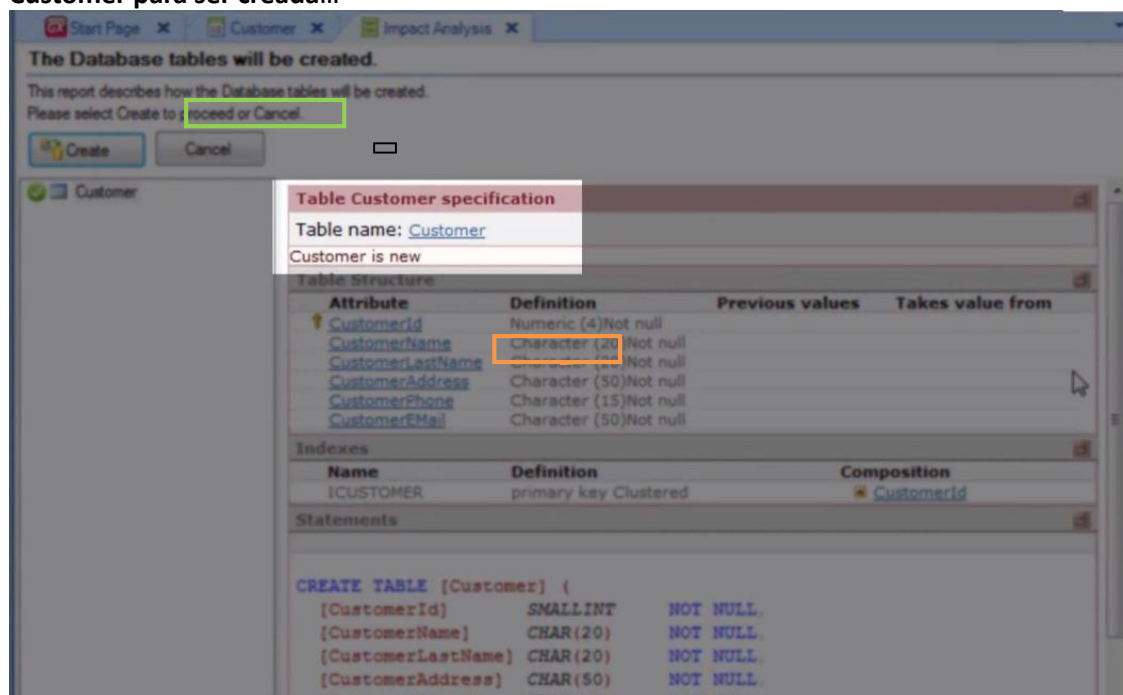 Customer para ser creada...
Start Page Customer Impact Analysis
The Database tables will be created.
This report describes how the Database tables will be created.
Please select Create to proceed or Cancel.
Create Cancel
Customer
Table Customer specification
Table name: Customer
Customer is new
Table Structure
Attribute Definition Previous values Takes value from
CustomerId Numeric (4)Not null
CustomerName Character (20)Not null
CustomerLastName Character (20)Not null
CustomerAddress Character (50)Not null
CustomerPhone Character (15)Not null
CustomerEMail Character (50)Not null
Indexes
Name Definition Composition
ICUSTOMER primary key Clustered CustomerId
Statements
CREATE TABLE [Customer] (
[CustomerId] SMALLINT NOT NULL,
[CustomerName] CHAR(20) NOT NULL,
[CustomerLastName] CHAR(20) NOT NULL,
[CustomerAddress] CHAR(50) NOT NULL,